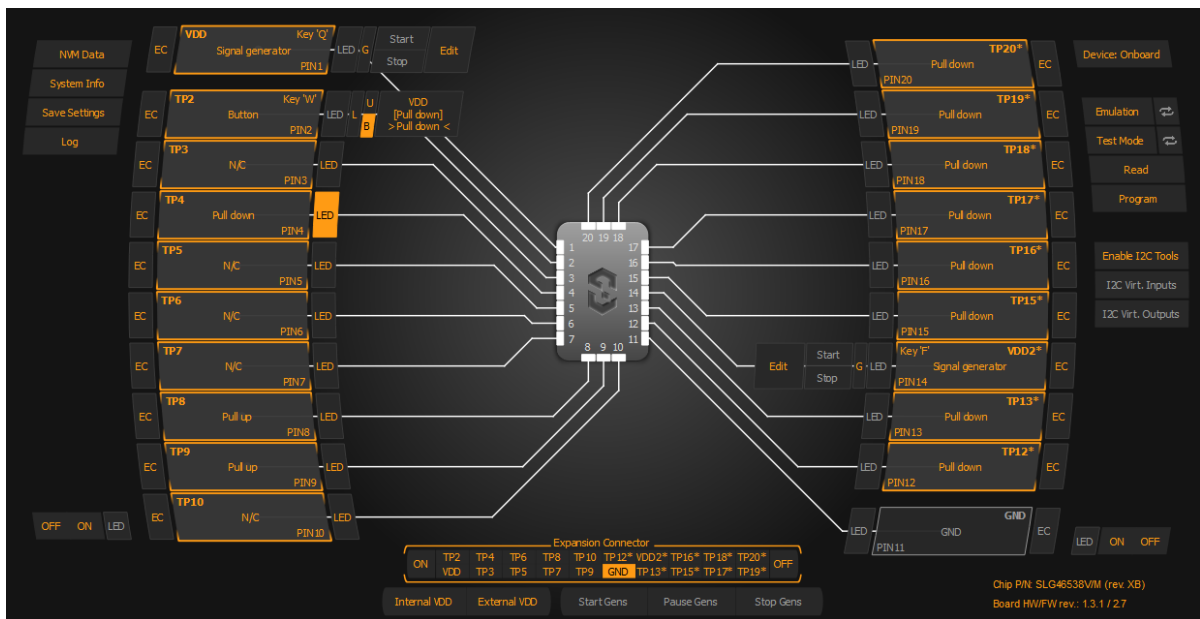 NVM Data
System Info
Save Settings
Log
EC
VDD
Key 'Q'
Signal generator
PIN1
LED
G
Start
Stop
Edit
EC
TP2
Key 'W'
Button
PIN2
LED
L
U
B
VDD
[Pull down]
>Pull down <
EC
TP3
N/C
PIN3
LED
EC
TP4
Pull down
PIN4
LED
EC
TP5
N/C
PIN5
LED
EC
TP6
N/C
PIN6
LED
EC
TP7
N/C
PIN7
LED
EC
TP8
Pull up
PIN8
LED
EC
TP9
Pull up
PIN9
LED
EC
TP10
N/C
PIN10
LED
OFF ON LED
20 19 18
1 17
2 16
3 15
4 14
5 13
6 12
7 11
8 9 10
LED
TP20*
Pull down
PIN20
EC
LED
TP19*
Pull down
PIN19
EC
LED
TP18*
Pull down
PIN18
EC
LED
TP17*
Pull down
PIN17
EC
LED
TP16*
Pull down
PIN16
EC
LED
TP15*
Pull down
PIN15
EC
Edit
Start
Stop
G
LED
Key 'F'
VDD2*
Signal generator
PIN14
EC
LED
TP13*
Pull down
PIN13
EC
LED
TP12*
Pull down
PIN12
EC
LED
GND
GND
PIN11
EC
LED ON OFF
Device: Onboard
Emulation
Test Mode
Read
Program
Enable I2C Tools
I2C Virt. Inputs
I2C Virt. Outputs
Expansion Connector
ON
TP2 TP4 TP6 TP8 TP10 TP12* VDD2* TP16* TP18* TP20*
VDD TP3 TP5 TP7 TP9 GND TP13* TP15* TP17* TP19*
OFF
Internal VDD External VDD Start Gens Pause Gens Stop Gens
Chip P/N: SLG46538V/M (rev. XB)
Board HW/FW rev.: 1.3.1 / 2.7